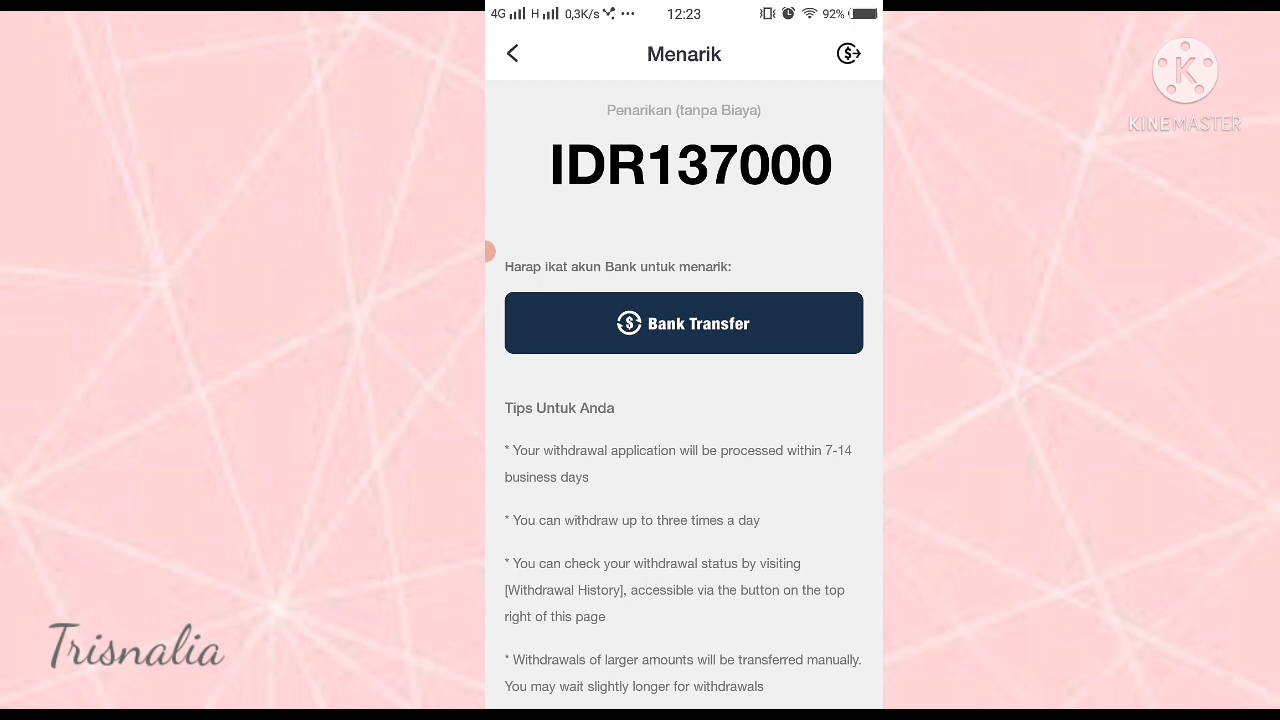 4G H 0,3K/s ... 12:23 92%
Menarik
KINEMASTER
Penarikan (tanpa Biaya)
IDR137000
Harap ikat akun Bank untuk menarik:
Bank Transfer
Tips Untuk Anda
* Your withdrawal application will be processed within 7-14
business days
* You can withdraw up to three times a day
* You can check your withdrawal status by visiting
[Withdrawal History], accessible via the button on the top
right of this page
* Withdrawals of larger amounts will be transferred manually.
You may wait slightly longer for withdrawals
Trisnalia